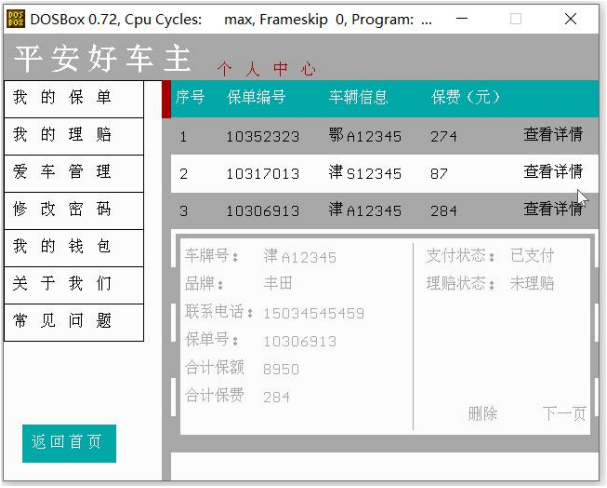 DOSBox 0.72, Cpu Cycles: max, Frameskip 0, Program: ...
平安好车主 个人中心
我的保单
我的理赔
爱车管理
修改密码
我的钱包
关于我们
常见问题
返回首页
序号 保单编号 车辆信息 保费（元）
1 10352323 鄂A12345 274 查看详情
2 10317013 津S12345 87 查看详情
3 10306913 津A12345 284 查看详情
车牌号： 津A12345 支付状态： 已支付
品牌： 丰田 理赔状态： 未理赔
联系电话： 15034545459
保单号： 10306913
合计保额 8950
合计保费 284
删除 下一页